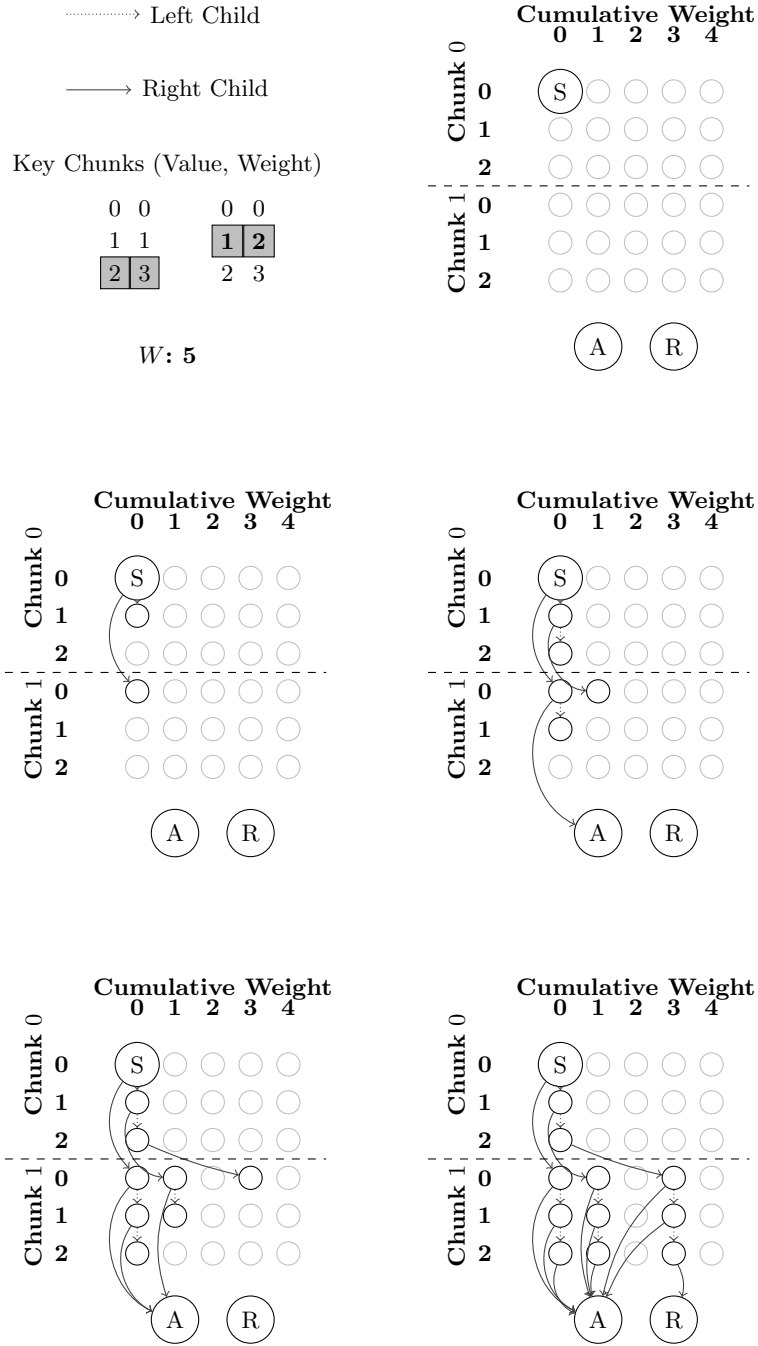 Left Child
Right Child
Key Chunks (Value, Weight)
0 0
1 1
2 3
0 0
1 2
2 3
W: 5
Cumulative Weight
0 1 2 3 4
Chunk 0
0
S
1
2
Chunk 1
0
1
2
A R
Cumulative Weight
0 1 2 3 4
Chunk 0
0
S
1
2
Chunk 1
0
1
2
A R
Cumulative Weight
0 1 2 3 4
Chunk 0
0
S
1
2
Chunk 1
0
1
2
A R
Cumulative Weight
0 1 2 3 4
Chunk 0
0
S
1
2
Chunk 1
0
1
2
A R
Cumulative Weight
0 1 2 3 4
Chunk 0
0
S
1
2
Chunk 1
0
1
2
A R